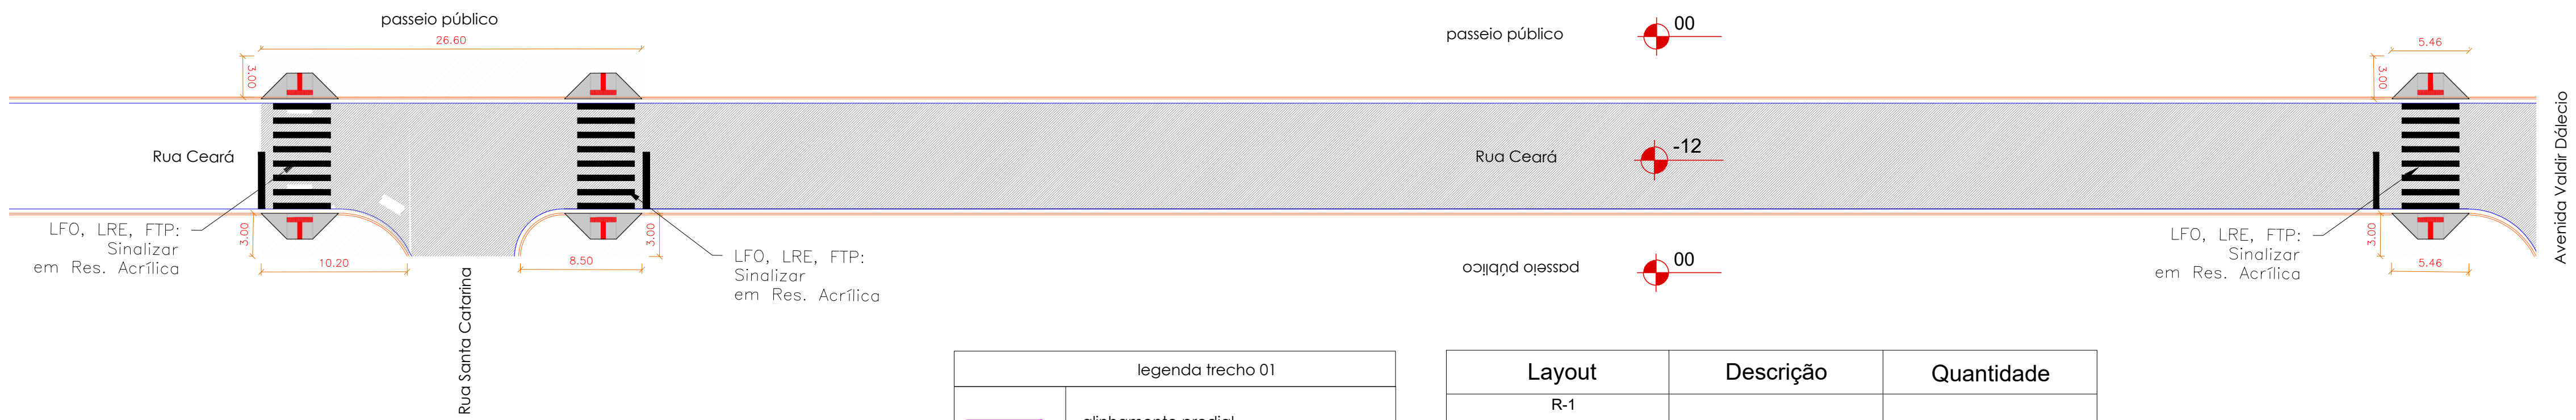 passeio público
26.60
3.00
passeio público
00
5.46
3.00
Rua Ceará
Rua Ceará
-12
Avenida Valdir Dálecio
LFO, LRE, FTP:
Sinalizar
em Res. Acrílica
3.00
10.20
Rua Santa Catarina
8.50
3.00
LFO, LRE, FTP:
Sinalizar
em Res. Acrílica
passeio público
00
LFO, LRE, FTP:
Sinalizar
em Res. Acrílica
3.00
5.46
legenda trecho 01
alinhamento predial
Layout
Descrição
Quantidade
R-1